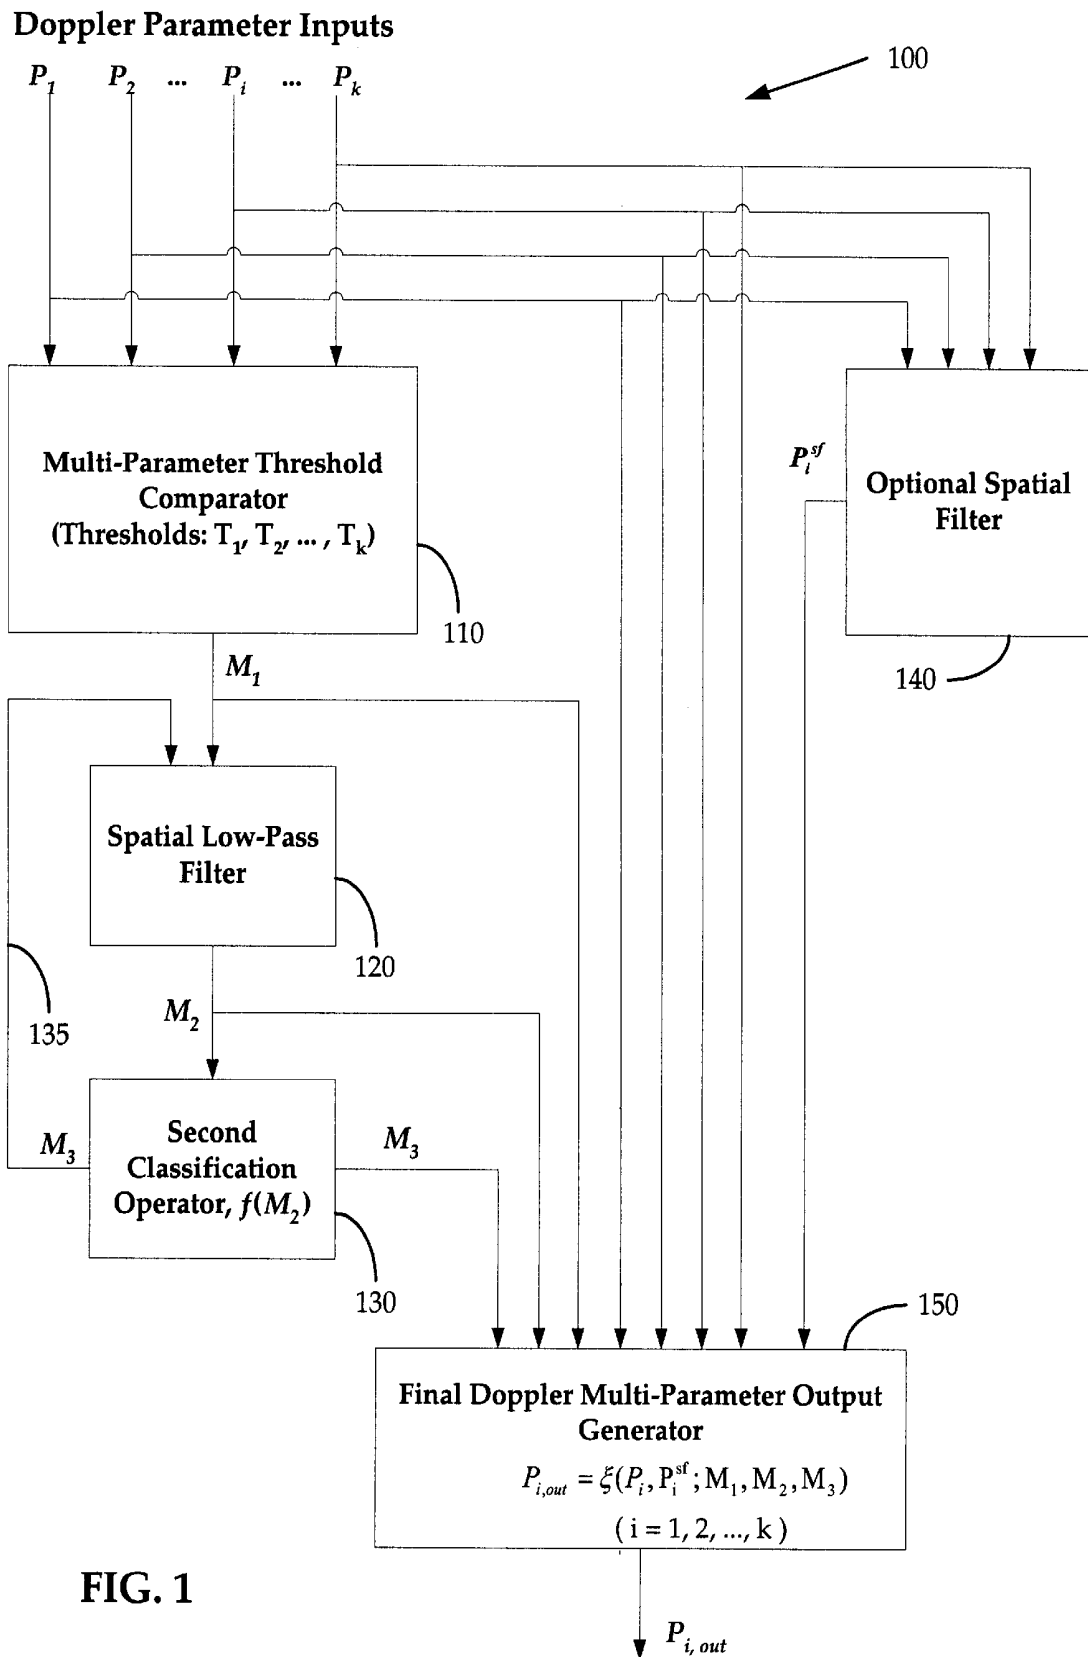 Doppler Parameter Inputs
P₁ P₂ ... Pᵢ ... Pₖ
100
Multi-Parameter Threshold
Comparator
(Thresholds: T₁, T₂, ... , Tₖ)
110
Pᵢˢᶠ
Optional Spatial
Filter
140
M₁
Spatial Low-Pass
Filter
120
135
M₂
M₃
Second
Classification
Operator, f(M₂)
M₃
130
150
Final Doppler Multi-Parameter Output
Generator
P_{i,out} = ξ(Pᵢ, Pᵢˢᶠ; M₁, M₂, M₃)
( i = 1, 2, ..., k )
FIG. 1
P_{i, out}